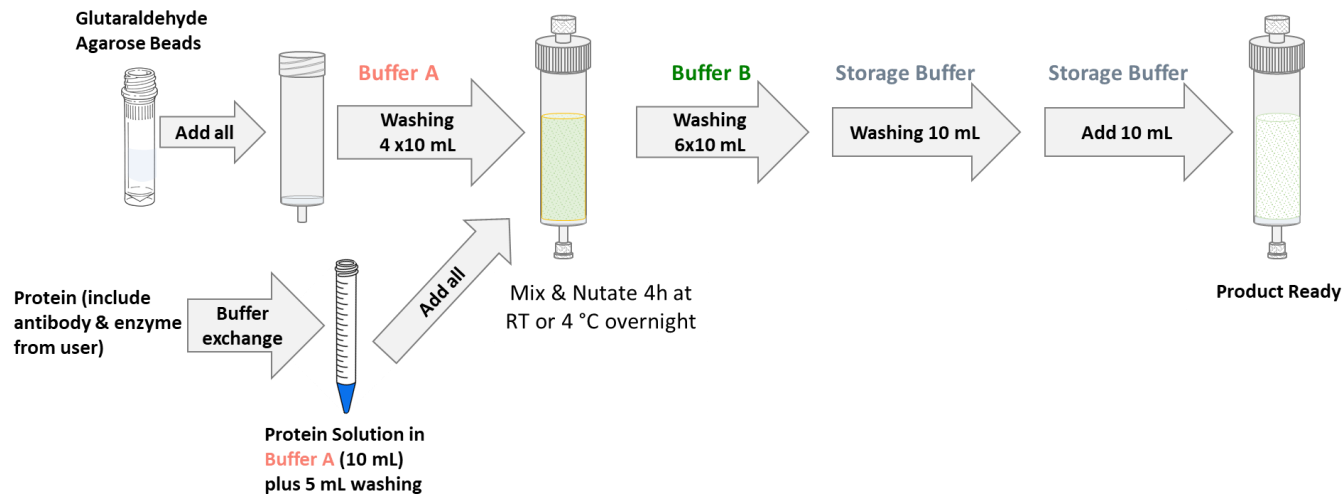 Glutaraldehyde
Agarose Beads
Add all
Buffer A
Washing
4 x10 mL
Buffer B
Washing
6x10 mL
Storage Buffer
Washing 10 mL
Storage Buffer
Add 10 mL
Protein (include
antibody & enzyme
from user)
Buffer
exchange
Add all
Mix & Nutate 4h at
RT or 4 °C overnight
Product Ready
Protein Solution in
Buffer A (10 mL)
plus 5 mL washing